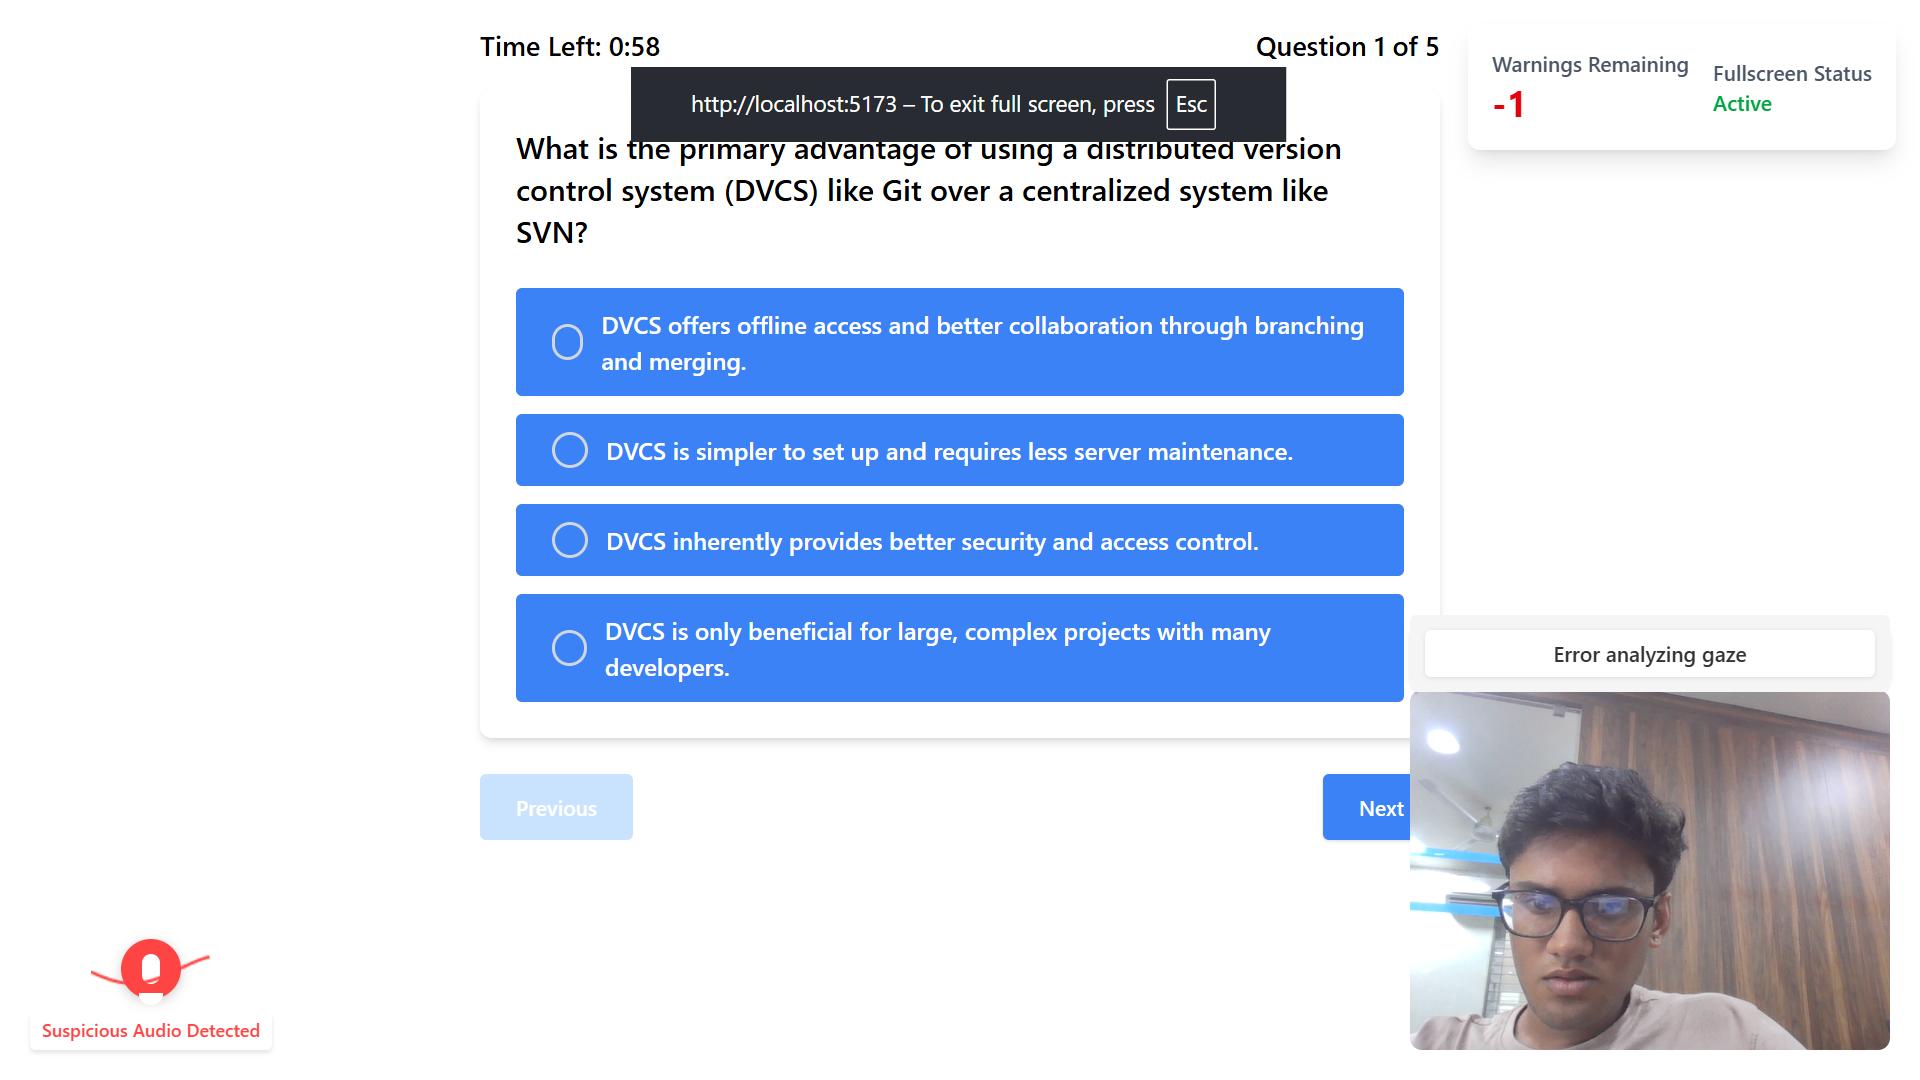 Time Left: 0:58
Question 1 of 5
Warnings Remaining
-1
Fullscreen Status
Active
http://localhost:5173 – To exit full screen, press Esc
What is the primary advantage of using a distributed version
control system (DVCS) like Git over a centralized system like
SVN?
DVCS offers offline access and better collaboration through branching
and merging.
DVCS is simpler to set up and requires less server maintenance.
DVCS inherently provides better security and access control.
DVCS is only beneficial for large, complex projects with many
developers.
Error analyzing gaze
Previous
Next
Suspicious Audio Detected